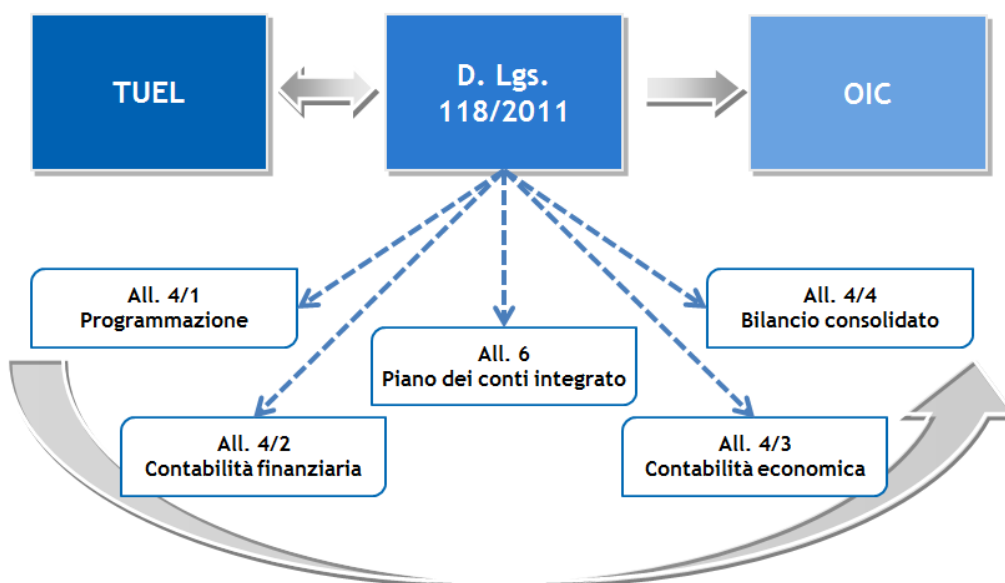 TUEL
D. Lgs.
118/2011
OIC
All. 4/1
Programmazione
All. 4/4
Bilancio consolidato
All. 6
Piano dei conti integrato
All. 4/2
Contabilità finanziaria
All. 4/3
Contabilità economica